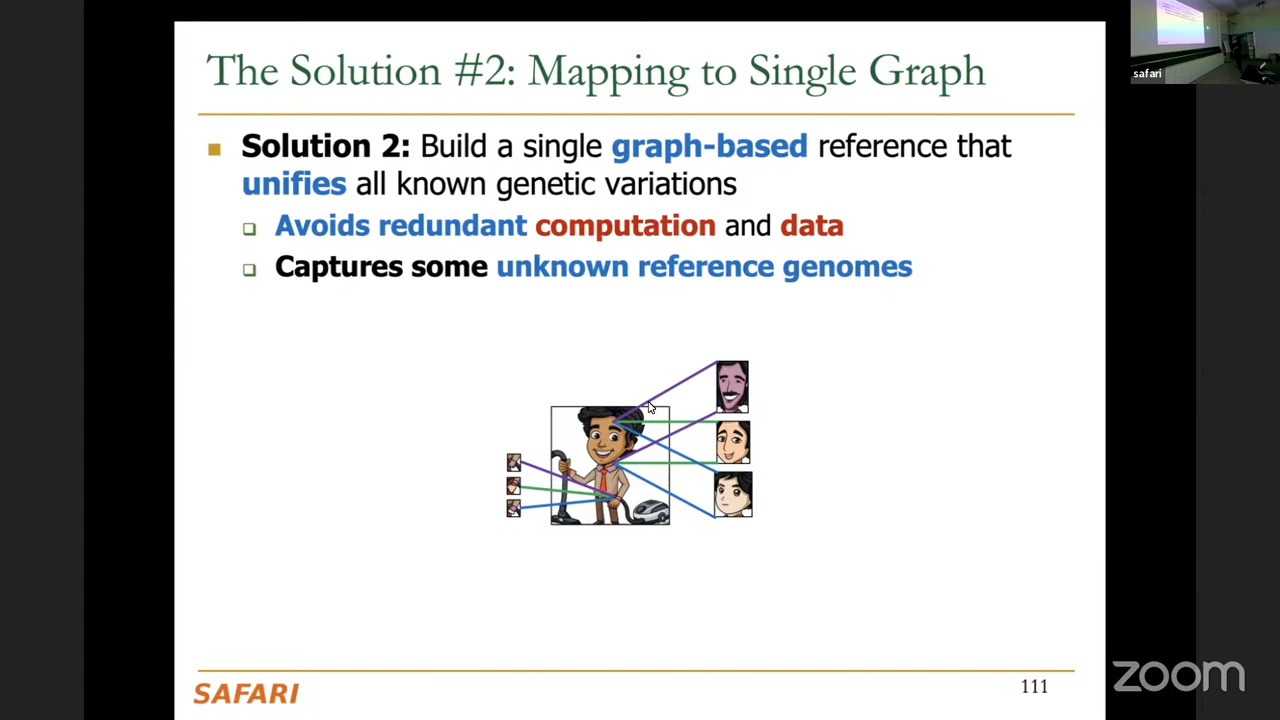 The Solution #2: Mapping to Single Graph
Solution 2: Build a single graph-based reference that
unifies all known genetic variations
Avoids redundant computation and data
Captures some unknown reference genomes
SAFARI
111
safari
zoom